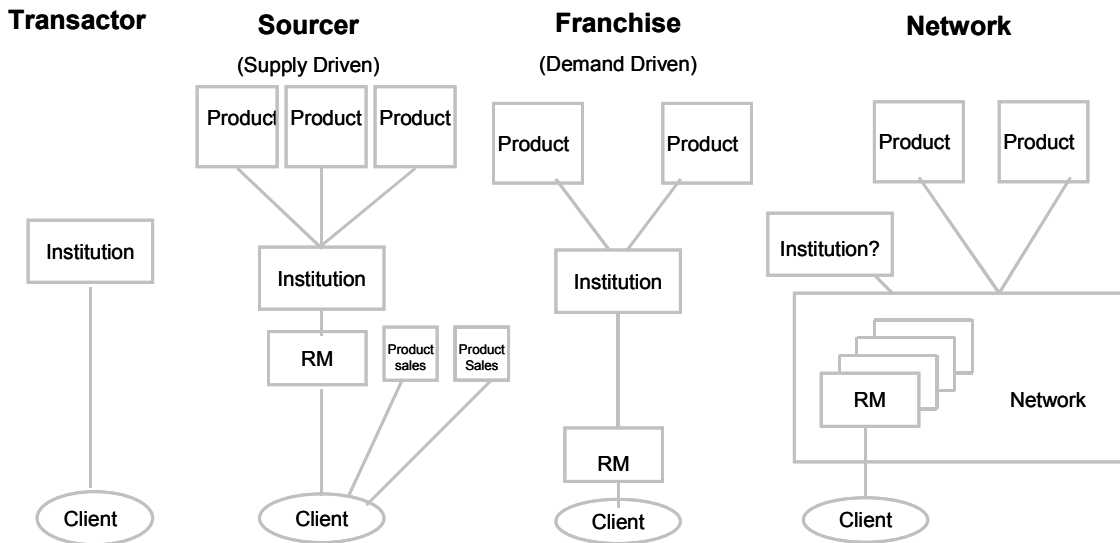 Transactor
Sourcer
(Supply Driven)
Product
Product
Product
Institution
Institution
RM
Product
sales
Product
Sales
Client
Client
Franchise
(Demand Driven)
Product
Product
Institution
RM
Client
Network
Product
Product
Institution?
RM
Network
Client